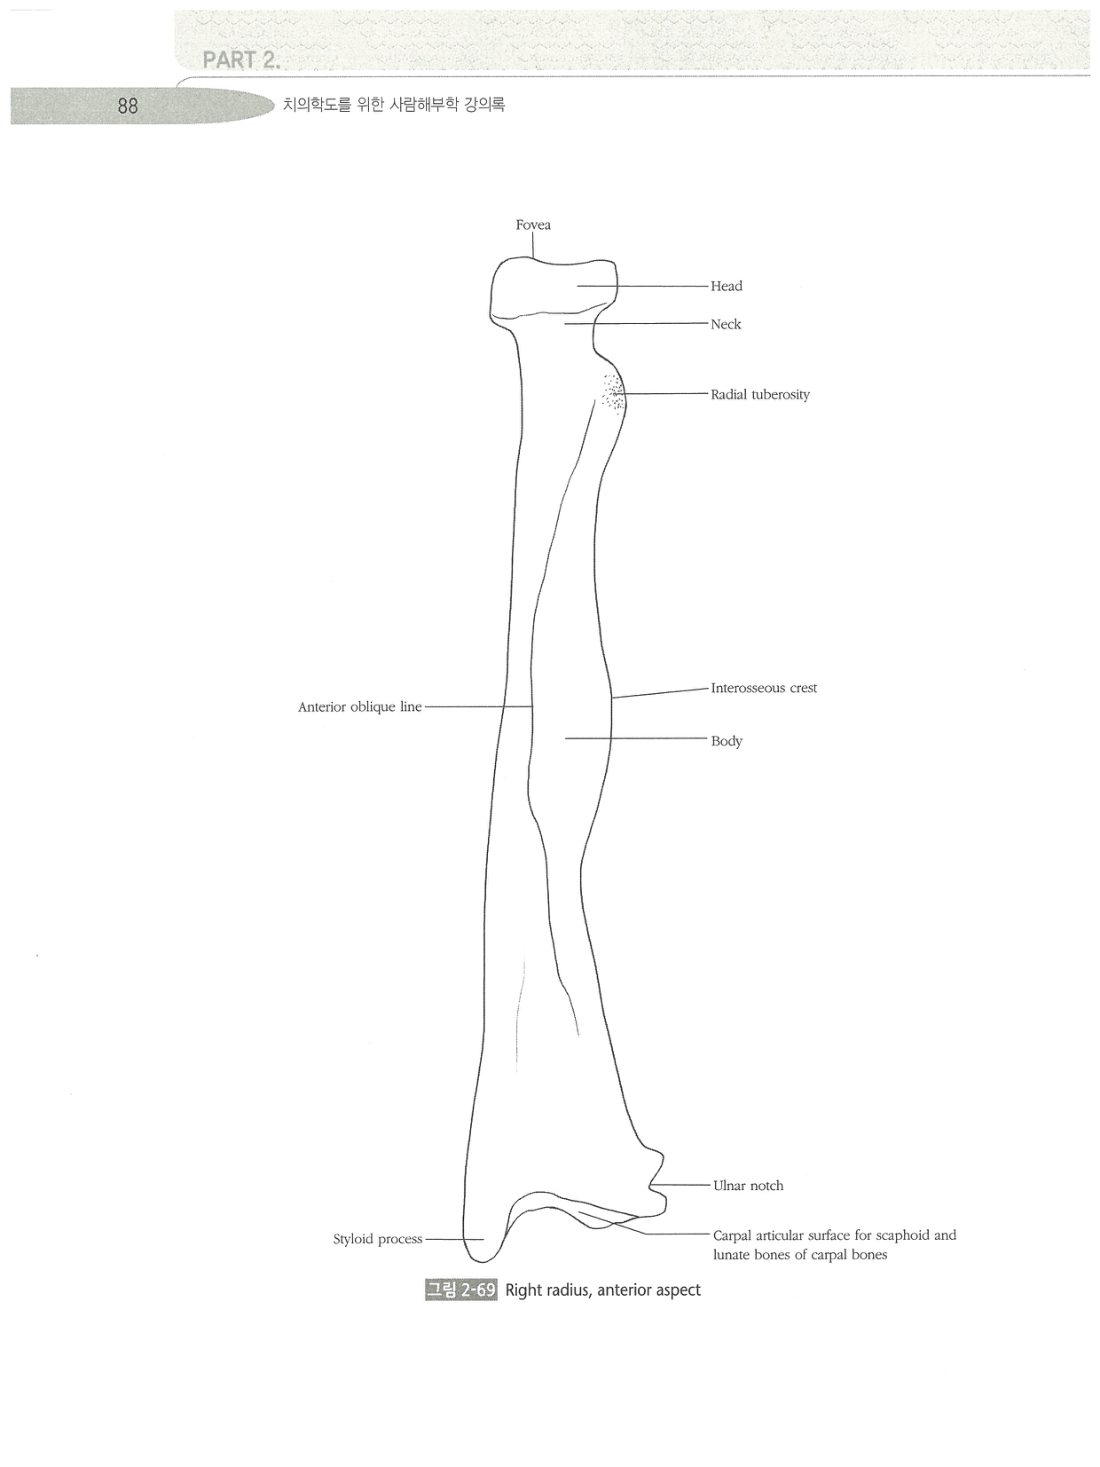 PART 2.
88
치의학도를 위한 사람해부학 강의록
Fovea
Head
Neck
Radial tuberosity
Interosseous crest
Anterior oblique line
Body
Ulnar notch
Styloid process
Carpal articular surface for scaphoid and
lunate bones of carpal bones
그림 2-69 Right radius, anterior aspect